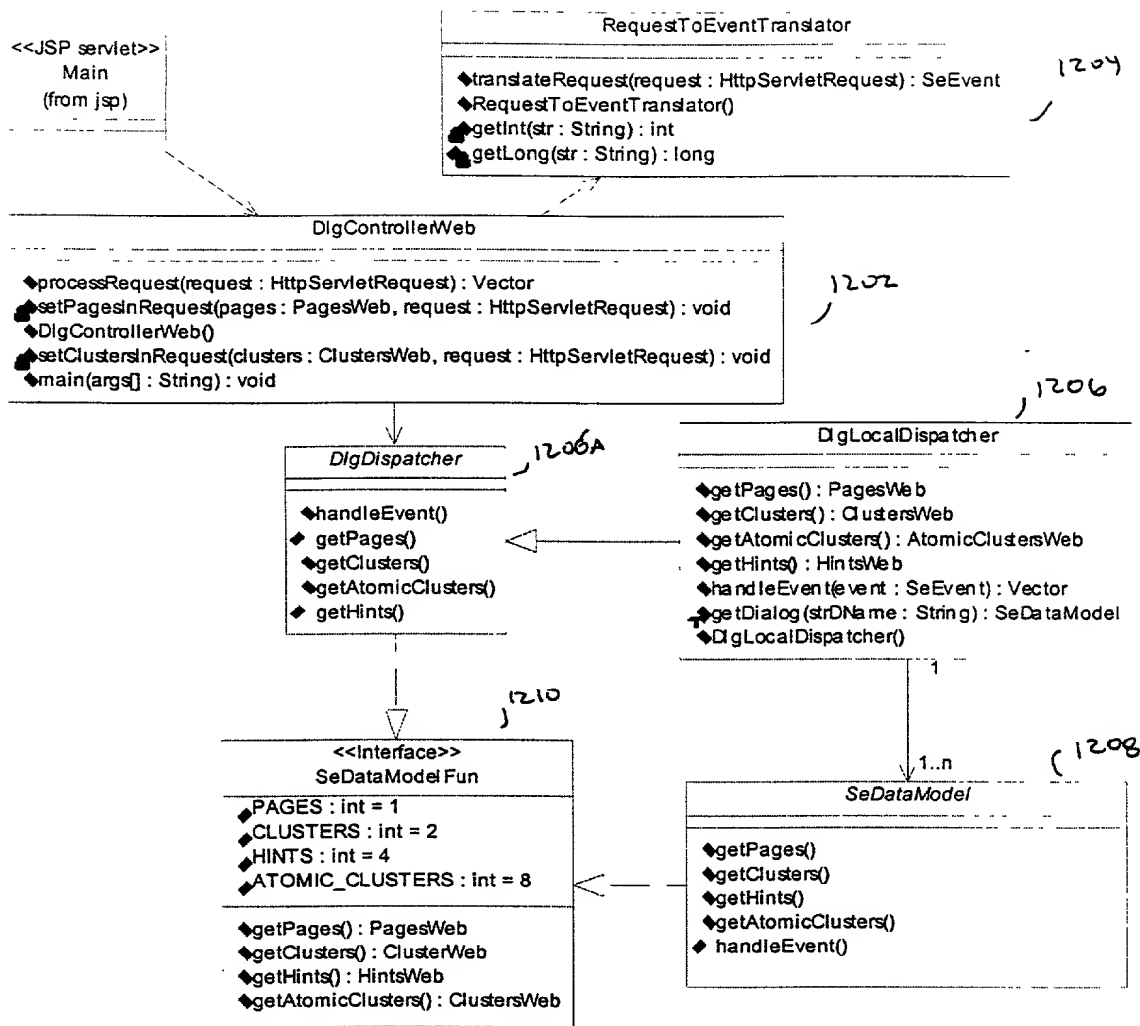 <<JSP servlet>>
Main
(from jsp)
RequestToEventTranslator
translateRequest(request : HttpServletRequest) : SeEvent
RequestToEventTranslator()
getInt(str : String) : int
getLong(str : String) : long
1204
DlgControllerWeb
processRequest(request : HttpServletRequest) : Vector
setPagesInRequest(pages : PagesWeb, request : HttpServletRequest) : void
DlgControllerWeb()
setClustersInRequest(clusters : ClustersWeb, request : HttpServletRequest) : void
main(args[] : String) : void
1202
DlgDispatcher
handleEvent()
getPages()
getClusters()
getAtomicClusters()
getHints()
1206A
DlgLocalDispatcher
getPages() : PagesWeb
getClusters() : ClustersWeb
getAtomicClusters() : AtomicClustersWeb
getHints() : HintsWeb
handleEvent(event : SeEvent) : Vector
getDialog(strDName : String) : SeDataModel
DlgLocalDispatcher()
1206
1
1..n
<<Interface>>
SeDataModelFun
PAGES : int = 1
CLUSTERS : int = 2
HINTS : int = 4
ATOMIC_CLUSTERS : int = 8
getPages() : PagesWeb
getClusters() : ClusterWeb
getHints() : HintsWeb
getAtomicClusters() : ClustersWeb
1210
SeDataModel
getPages()
getClusters()
getHints()
getAtomicClusters()
handleEvent()
1208